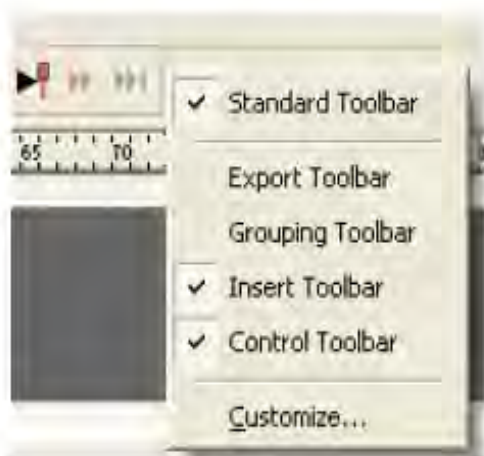 Standard Toolbar
65 70
Export Toolbar
Grouping Toolbar
Insert Toolbar
Control Toolbar
Customize...